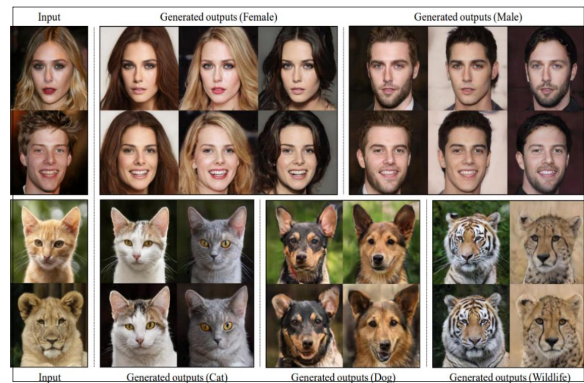 Input Generated outputs (Female) Generated outputs (Male)
Input Generated outputs (Cat) Generated outputs (Dog) Generated outputs (Wildlife)